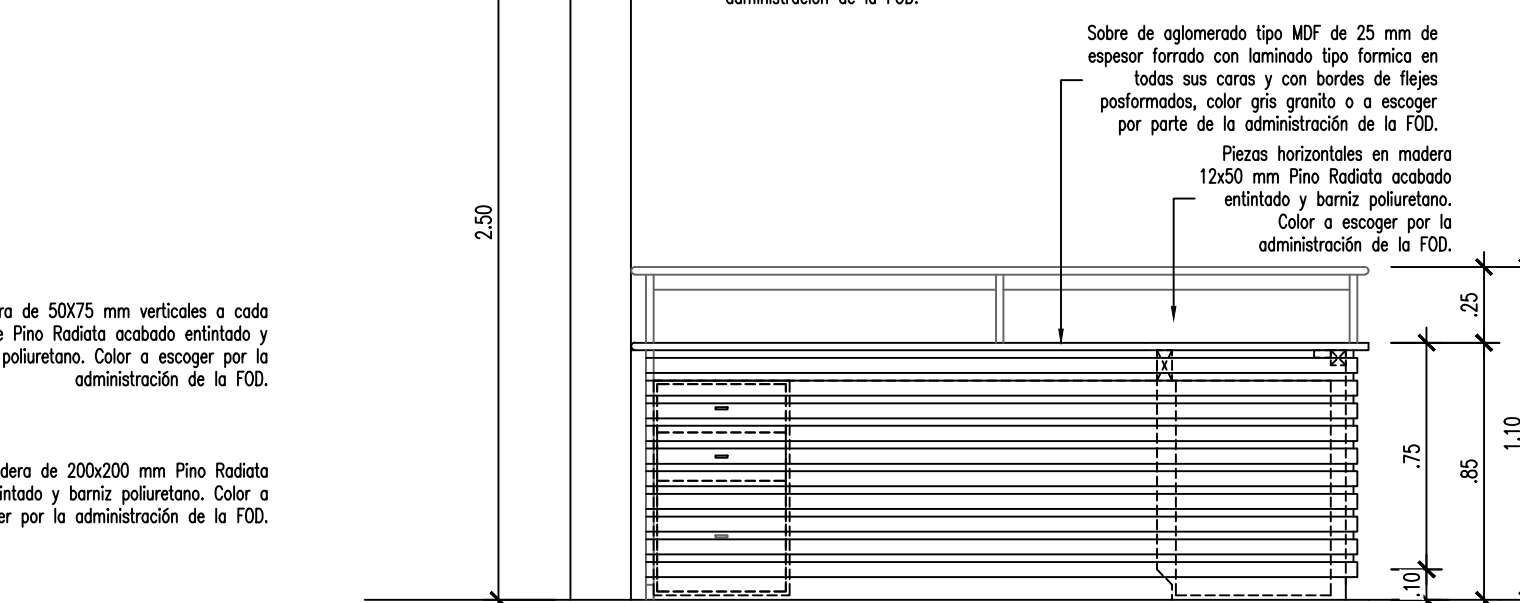 administración de la FOD.
Sobre de aglomerado tipo MDF de 25 mm de
espesor forrado con laminado tipo formica en
todas sus caras y con bordes de flejes
posformados, color gris granito o a escoger
por parte de la administración de la FOD.
Piezas horizontales en madera
12x50 mm Pino Radiata acabado
entintado y barniz poliuretano.
Color a escoger por la
administración de la FOD.
2.50
de 50X75 mm verticales a cada
Pino Radiata acabado entintado y
poliuretano. Color a escoger por la
administración de la FOD.
de 200x200 mm Pino Radiata
y barniz poliuretano. Color a
por la administración de la FOD.
.25
.75
.85
1.10
.10